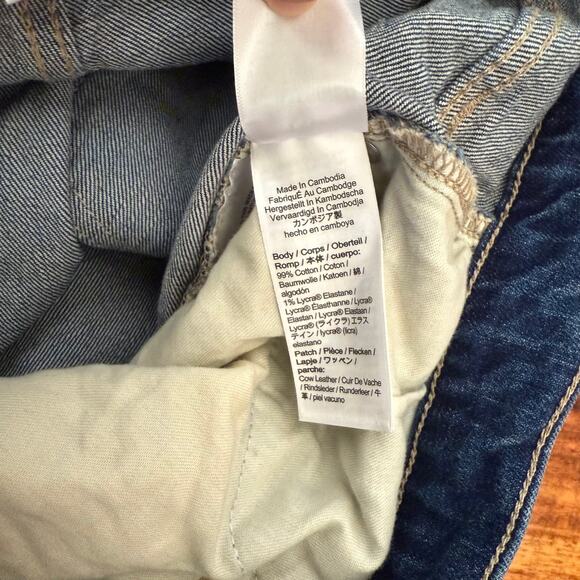 Made In Cambodia
FabriquÉ Au Cambodge
Hergestellt In Kambodscha
Vervaardigd In Cambodja
カンボジア製
hecho en camboya
Body / Corps / Oberteil /
Romp / 本体 / cuerpo:
99% Cotton / Coton /
Baumwolle / Katoen / 綿 /
algodón
1% Lycra® Elastane /
Lycra® Élasthanne / Lycra®
Elastan / Lycra® Elastaan /
Lycra® (ライクラ) エラス
テイン / lycra® (licra)
elastano
Patch / Pièce / Flecken /
Lapje / ワッペン /
parche:
Cow Leather / Cuir De Vache
/ Rindsleder / Runderleer / 牛
革 / piel vacuno